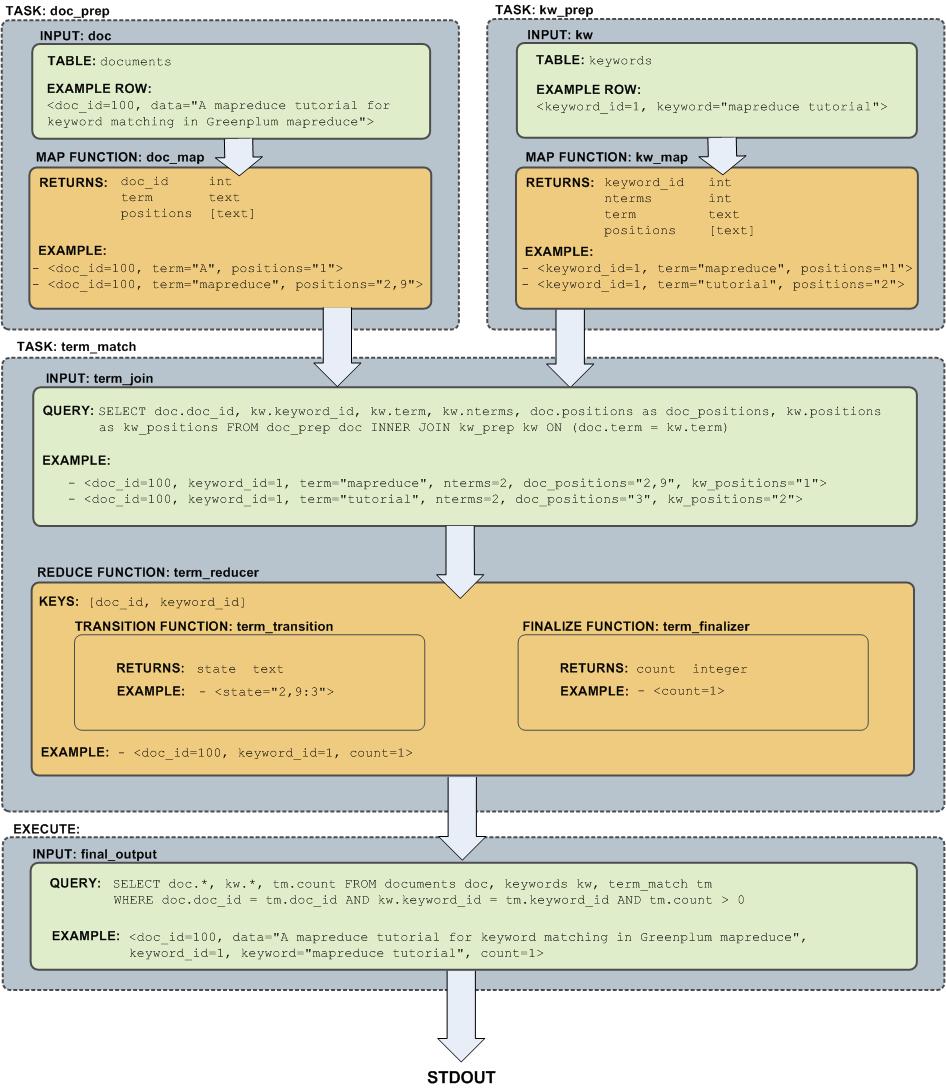 TASK: doc_prep
INPUT: doc
TABLE: documents
EXAMPLE ROW:
<doc_id=100, data="A mapreduce tutorial for
keyword matching in Greenplum mapreduce">
MAP FUNCTION: doc_map
RETURNS: doc_id int
term text
positions [text]
EXAMPLE:
- <doc_id=100, term="A", positions="1">
- <doc_id=100, term="mapreduce", positions="2,9">
TASK: kw_prep
INPUT: kw
TABLE: keywords
EXAMPLE ROW:
<keyword_id=1, keyword="mapreduce tutorial">
MAP FUNCTION: kw_map
RETURNS: keyword_id int
nterms int
term text
positions [text]
EXAMPLE:
- <keyword_id=1, term="mapreduce", positions="1">
- <keyword_id=1, term="tutorial", positions="2">
TASK: term_match
INPUT: term_join
QUERY: SELECT doc.doc_id, kw.keyword_id, kw.term, kw.nterms, doc.positions as doc_positions, kw.positions
as kw_positions FROM doc_prep doc INNER JOIN kw_prep kw ON (doc.term = kw.term)
EXAMPLE:
- <doc_id=100, keyword_id=1, term="mapreduce", nterms=2, doc_positions="2,9", kw_positions="1">
- <doc_id=100, keyword_id=1, term="tutorial", nterms=2, doc_positions="3", kw_positions="2">
REDUCE FUNCTION: term_reducer
KEYS: [doc_id, keyword_id]
TRANSITION FUNCTION: term_transition
RETURNS: state text
EXAMPLE: - <state="2,9:3">
FINALIZE FUNCTION: term_finalizer
RETURNS: count integer
EXAMPLE: - <count=1>
EXAMPLE: - <doc_id=100, keyword_id=1, count=1>
EXECUTE:
INPUT: final_output
QUERY: SELECT doc.*, kw.*, tm.count FROM documents doc, keywords kw, term_match tm
WHERE doc.doc_id = tm.doc_id AND kw.keyword_id = tm.keyword_id AND tm.count > 0
EXAMPLE: <doc_id=100, data="A mapreduce tutorial for keyword matching in Greenplum mapreduce",
keyword_id=1, keyword="mapreduce tutorial", count=1>
STDOUT